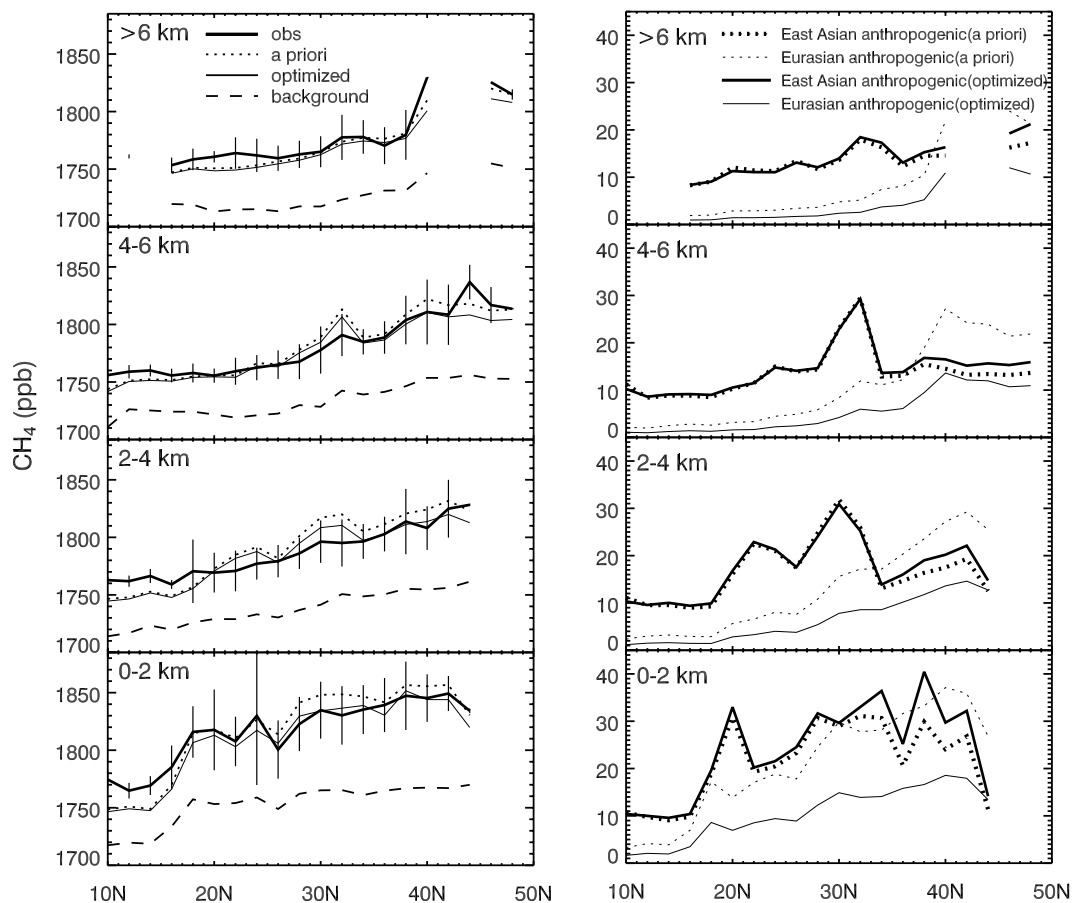 CH4 (ppb)
>6 km
obs
a priori
optimized
background
1850
1800
1750
1700
4-6 km
1850
1800
1750
1700
2-4 km
1850
1800
1750
1700
0-2 km
1850
1800
1750
1700
10N 20N 30N 40N 50N
>6 km
East Asian anthropogenic(a priori)
Eurasian anthropogenic(a priori)
East Asian anthropogenic(optimized)
Eurasian anthropogenic(optimized)
40
30
20
10
0
4-6 km
40
30
20
10
0
2-4 km
40
30
20
10
0
0-2 km
40
30
20
10
0
10N 20N 30N 40N 50N